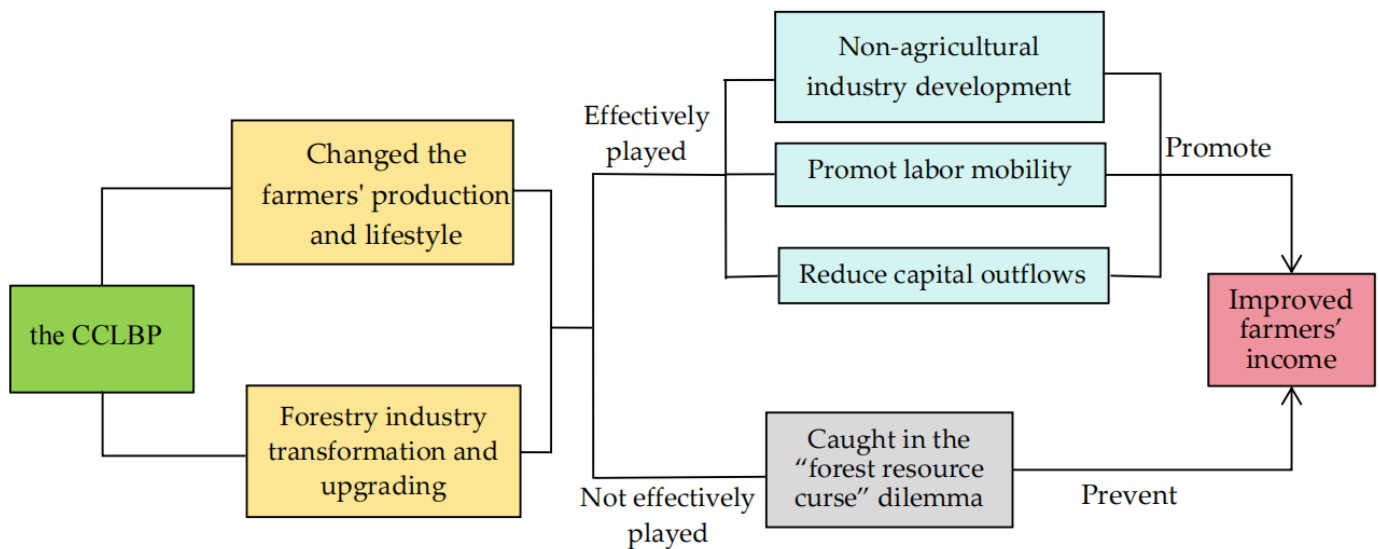 the CCLBP
Changed the
farmers' production
and lifestyle
Forestry industry
transformation and
upgrading
Effectively
played
Not effectively
played
Non-agricultural
industry development
Promot labor mobility
Reduce capital outflows
Caught in the
“forest resource
curse” dilemma
Promote
Prevent
Improved
farmers’
income